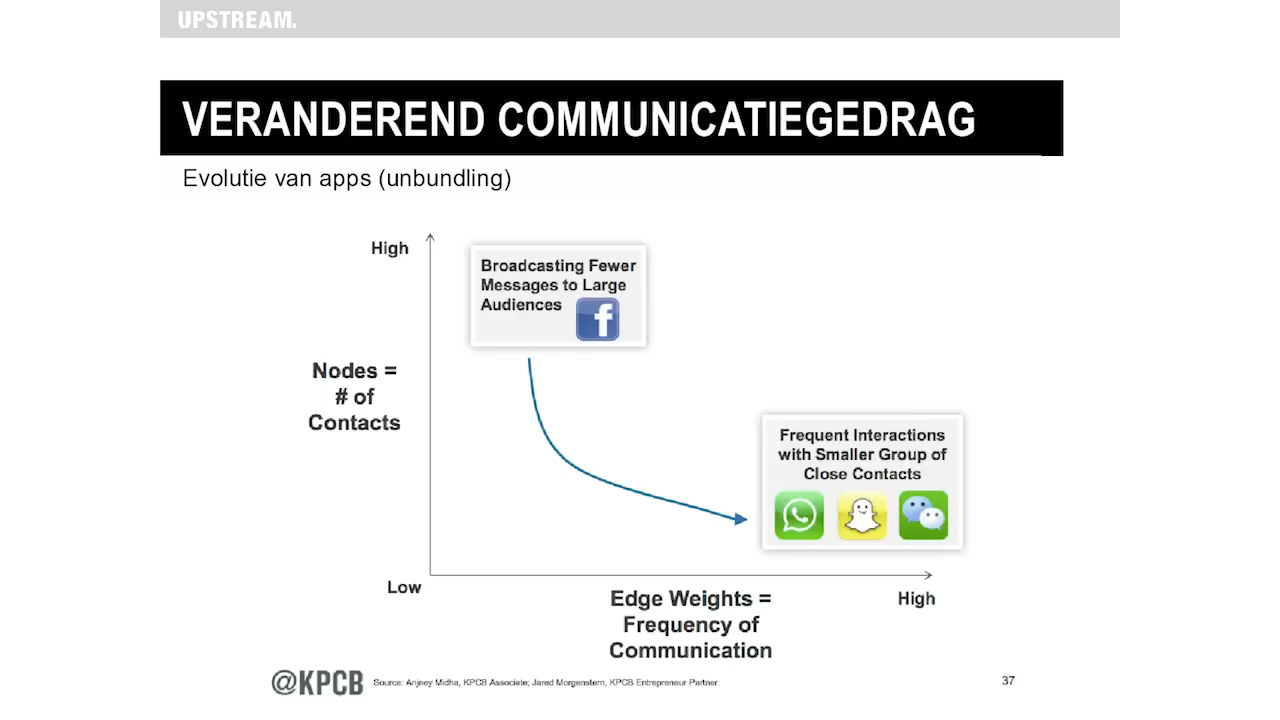 UPSTREAM.
VERANDEREND COMMUNICATIEGEDRAG
Evolutie van apps (unbundling)
High
Broadcasting Fewer
Messages to Large
Audiences
f
Nodes =
# of
Contacts
Frequent Interactions
with Smaller Group of
Close Contacts
Low
Edge Weights =
Frequency of
Communication
High
@KPCB
Source: Anjney Midha, KPCB Associate; Jared Morgenstern, KPCB Entrepreneur Partner.
37